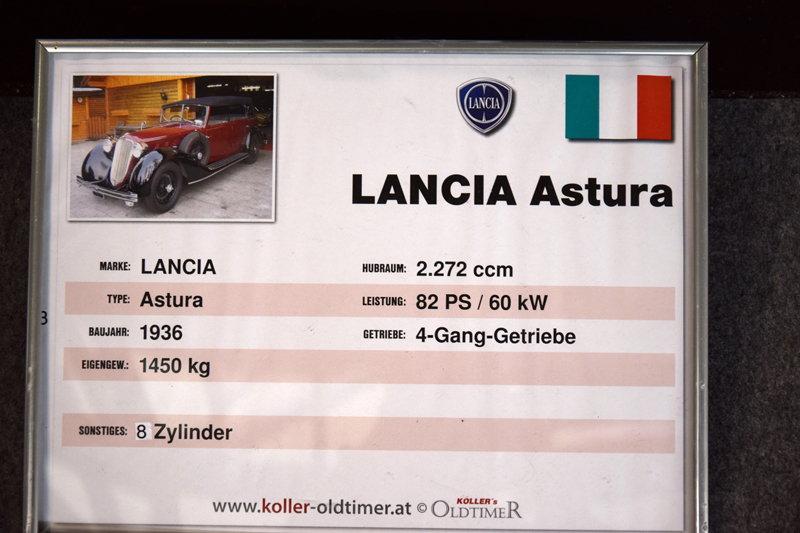 LANCIA
LANCIA Astura
MARKE: LANCIA
HUBRAUM: 2.272 ccm
TYPE: Astura
LEISTUNG: 82 PS / 60 kW
BAUJAHR: 1936
GETRIEBE: 4-Gang-Getriebe
EIGENGEW.: 1450 kg
SONSTIGES: 8 Zylinder
www.koller-oldtimer.at © KOLLER's OLDTIMER